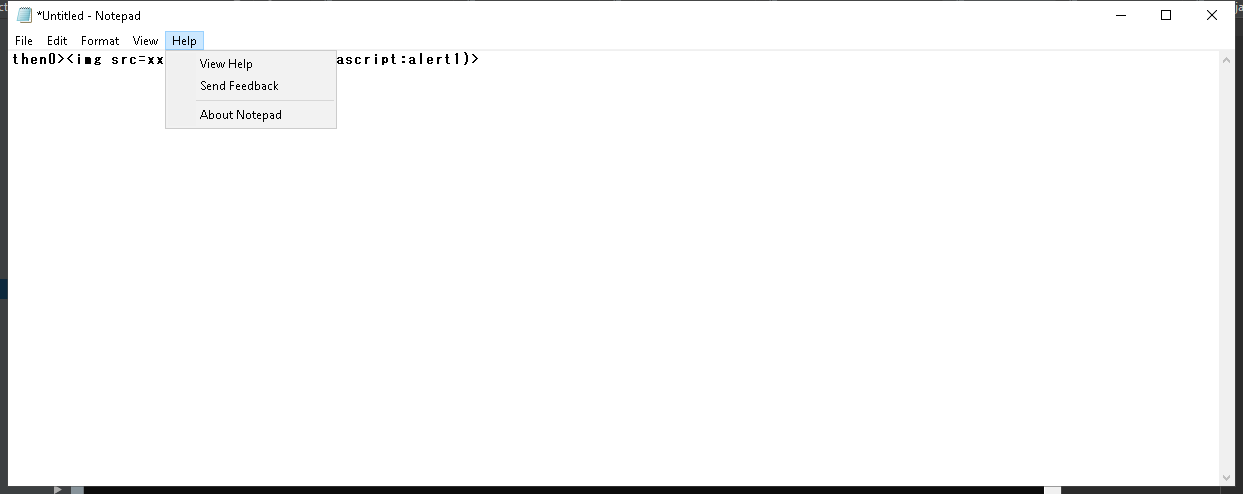 *Untitled - Notepad
File Edit Format View Help
then0><img src=xx ascript:alert1)>
View Help
Send Feedback
About Notepad